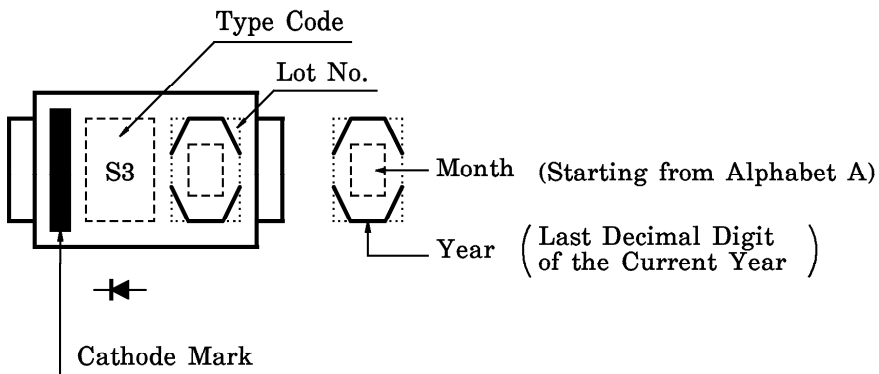 Type Code
Lot No.
S3
Month (Starting from Alphabet A)
Year (Last Decimal Digit
of the Current Year)
Cathode Mark